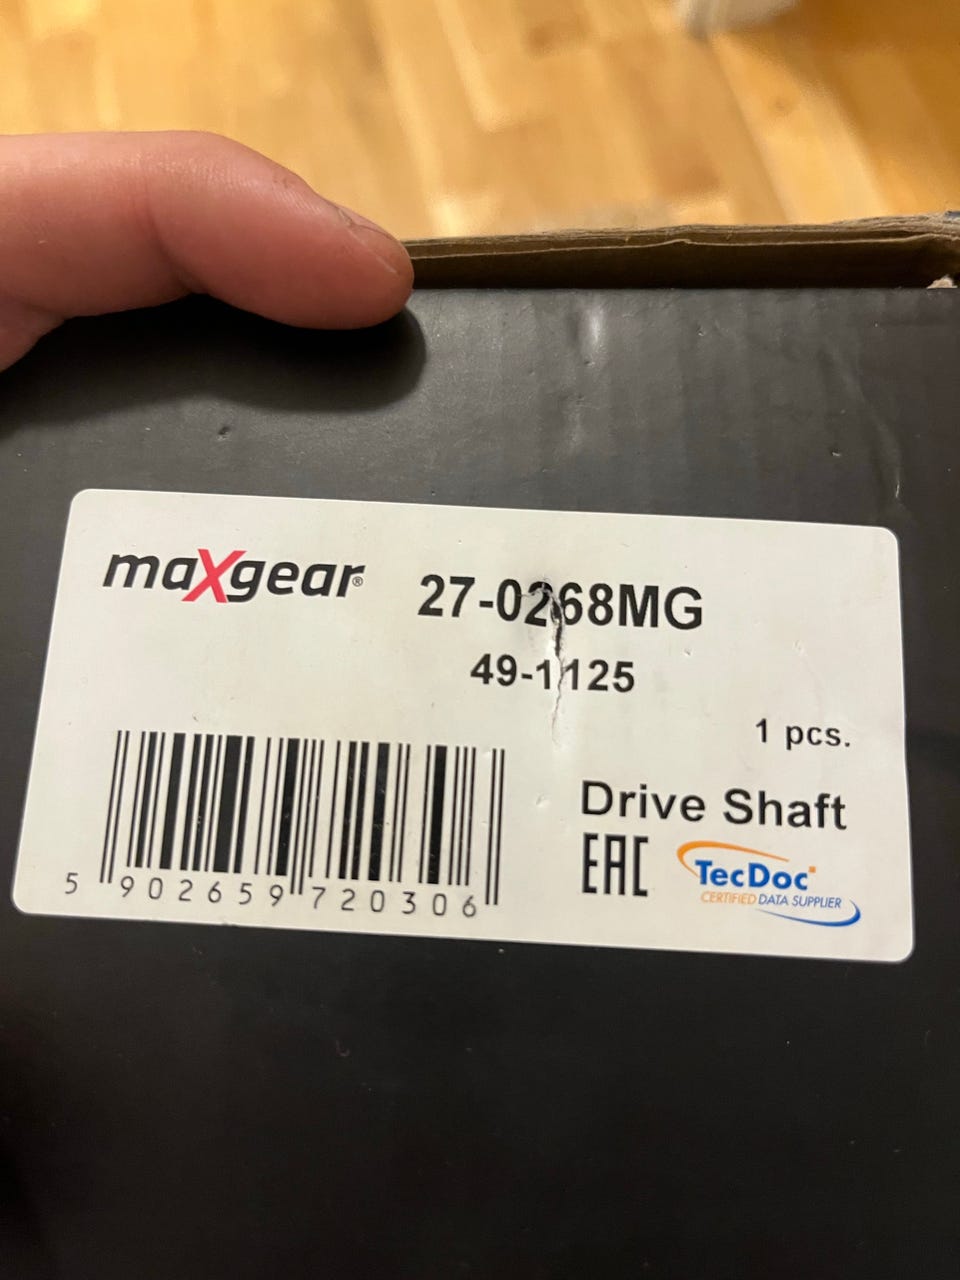 maXgear®
27-0268MG
49-1125
1 pcs.
Drive Shaft
EAC
TecDoc
CERTIFIED DATA SUPPLIER
5 902659 720306